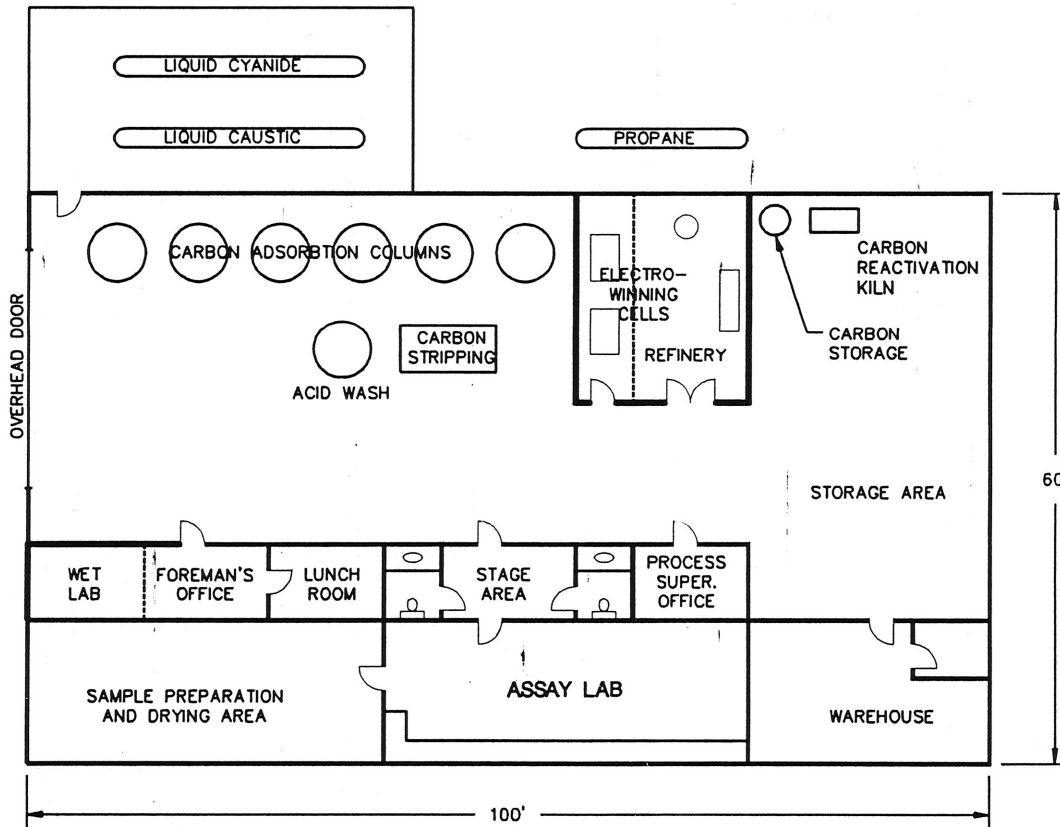 LIQUID CYANIDE
LIQUID CAUSTIC
PROPANE
CARBON ADSORBTION COLUMNS
ELECTRO-
WINNING
CELLS
REFINERY
CARBON
REACTIVATION
KILN
CARBON
STORAGE
CARBON
STRIPPING
ACID WASH
OVERHEAD DOOR
STORAGE AREA
60
WET
LAB
FOREMAN'S
OFFICE
LUNCH
ROOM
STAGE
AREA
PROCESS
SUPER.
OFFICE
SAMPLE PREPARATION
AND DRYING AREA
ASSAY LAB
WAREHOUSE
100'